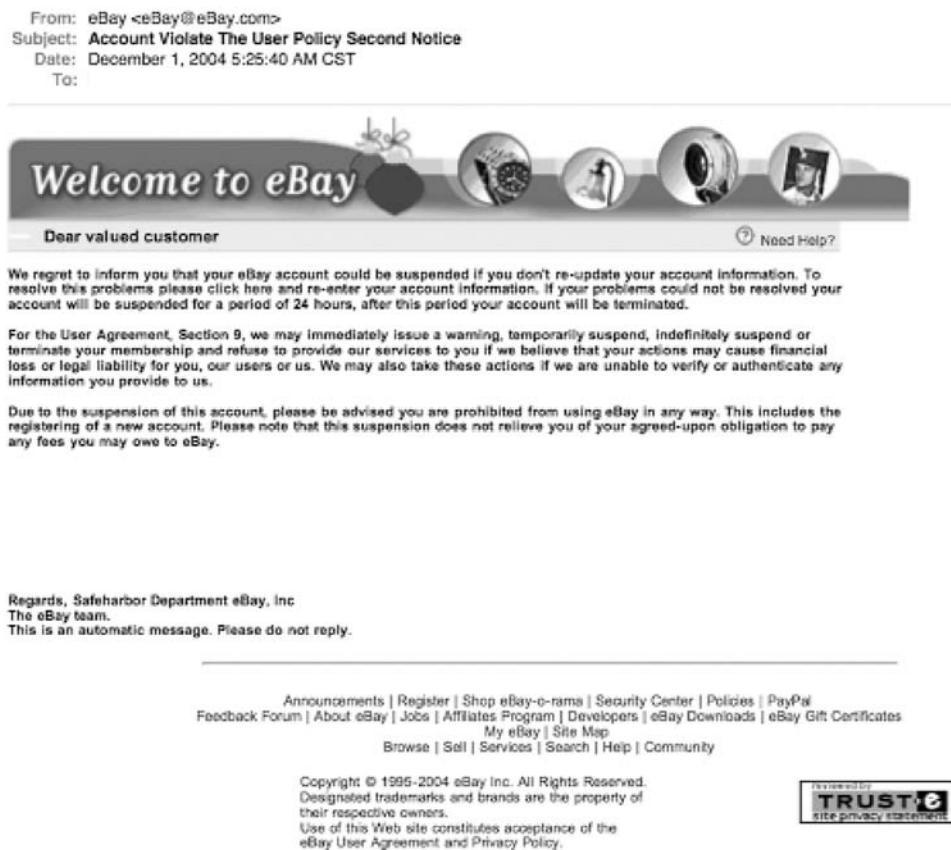 From: eBay <eBay@eBay.com>
Subject: Account Violate The User Policy Second Notice
Date: December 1, 2004 5:25:40 AM CST
To:
Welcome to eBay
Dear valued customer
? Need Help?
We regret to inform you that your eBay account could be suspended if you don't re-update your account information. To
resolve this problems please click here and re-enter your account information. If your problems could not be resolved your
account will be suspended for a period of 24 hours, after this period your account will be terminated.
For the User Agreement, Section 9, we may immediately issue a warning, temporarily suspend, indefinitely suspend or
terminate your membership and refuse to provide our services to you if we believe that your actions may cause financial
loss or legal liability for you, our users or us. We may also take these actions if we are unable to verify or authenticate any
information you provide to us.
Due to the suspension of this account, please be advised you are prohibited from using eBay in any way. This includes the
registering of a new account. Please note that this suspension does not relieve you of your agreed-upon obligation to pay
any fees you may owe to eBay.
Regards, Safeharbor Department eBay, Inc
The eBay team.
This is an automatic message. Please do not reply.
Announcements | Register | Shop eBay-o-rama | Security Center | Policies | PayPal
Feedback Forum | About eBay | Jobs | Affiliates Program | Developers | eBay Downloads | eBay Gift Certificates
My eBay | Site Map
Browse | Sell | Services | Search | Help | Community
Copyright © 1995-2004 eBay Inc. All Rights Reserved.
Designated trademarks and brands are the property of
their respective owners.
Use of this Web site constitutes acceptance of the
eBay User Agreement and Privacy Policy.
reviewed by
TRUST e
site privacy statement